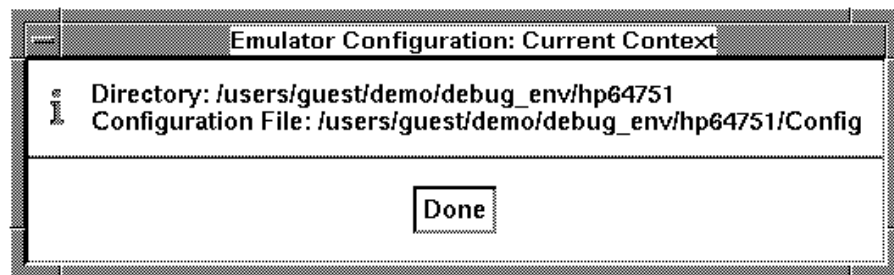 Emulator Configuration: Current Context
Directory: /users/guest/demo/debug_env/hp64751
Configuration File: /users/guest/demo/debug_env/hp64751/Config
Done